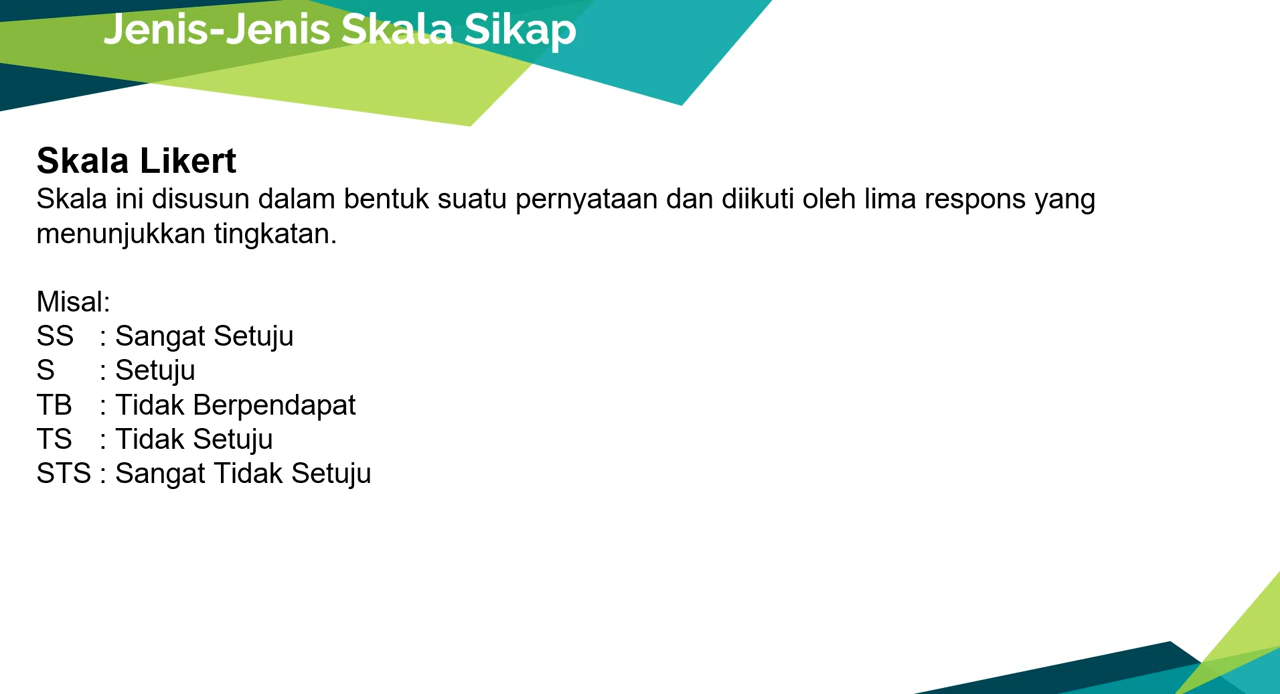 Jenis-Jenis Skala Sikap
Skala Likert
Skala ini disusun dalam bentuk suatu pernyataan dan diikuti oleh lima respons yang
menunjukkan tingkatan.
Misal:
SS : Sangat Setuju
S : Setuju
TB : Tidak Berpendapat
TS : Tidak Setuju
STS : Sangat Tidak Setuju